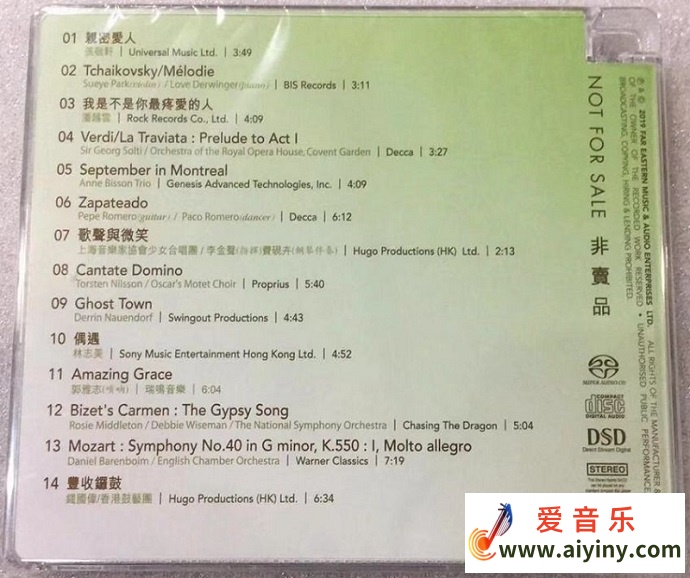 01 親密愛人
張敬軒 | Universal Music Ltd. | 3:49
02 Tchaikovsky/Mélodie
Sueye Park(violin) / Love Derwinger(piano) | BIS Records | 3:11
03 我是不是你最疼愛的人
潘越雲 | Rock Records Co., Ltd. | 4:09
04 Verdi/La Traviata : Prelude to Act I
Sir Georg Solti / Orchestra of the Royal Opera House, Covent Garden | Decca | 3:27
05 September in Montreal
Anne Bisson Trio | Genesis Advanced Technologies, Inc. | 4:09
06 Zapateado
Pepe Romero(guitar) / Paco Romero(dancer) | Decca | 6:12
07 歌聲與微笑
上海音樂家協會少女合唱團 / 李金聲(指揮) 費硯卉(鋼琴伴奏) | Hugo Productions (HK) Ltd. | 2:13
08 Cantate Domino
Torsten Nilsson / Oscar's Motet Choir | Proprius | 5:40
09 Ghost Town
Derrin Nauendorf | Swingout Productions | 4:43
10 偶遇
林志美 | Sony Music Entertainment Hong Kong Ltd. | 4:52
11 Amazing Grace
郭雅志(嗩吶) | 瑞鳴音樂 | 6:04
12 Bizet's Carmen : The Gypsy Song
Rosie Middleton / Debbie Wiseman / The National Symphony Orchestra | Chasing The Dragon | 5:04
13 Mozart : Symphony No.40 in G minor, K.550 : I, Molto allegro
Daniel Barenboim / English Chamber Orchestra | Warner Classics | 7:19
14 豐收鑼鼓
錢國偉/香港鼓藝團 | Hugo Productions (HK) Ltd. | 6:34
NOT FOR SALE 非賣品
℗ © 2019 FAR EASTERN MUSIC & AUDIO ENTERPRISES LTD. ALL RIGHTS OF THE MANUFACTURER &
OF THE OWNER OF THE RECORDED WORK RESERVED • UNAUTHORISED PUBLIC PERFORMANCE
BROADCASTING, COPYING, HIRING & LENDING PROHIBITED.
SUPER AUDIO CD
COMPACT
disc
DIGITAL AUDIO
DSD
Direct Stream Digital
STEREO
爱音乐
www.aiyiny.com